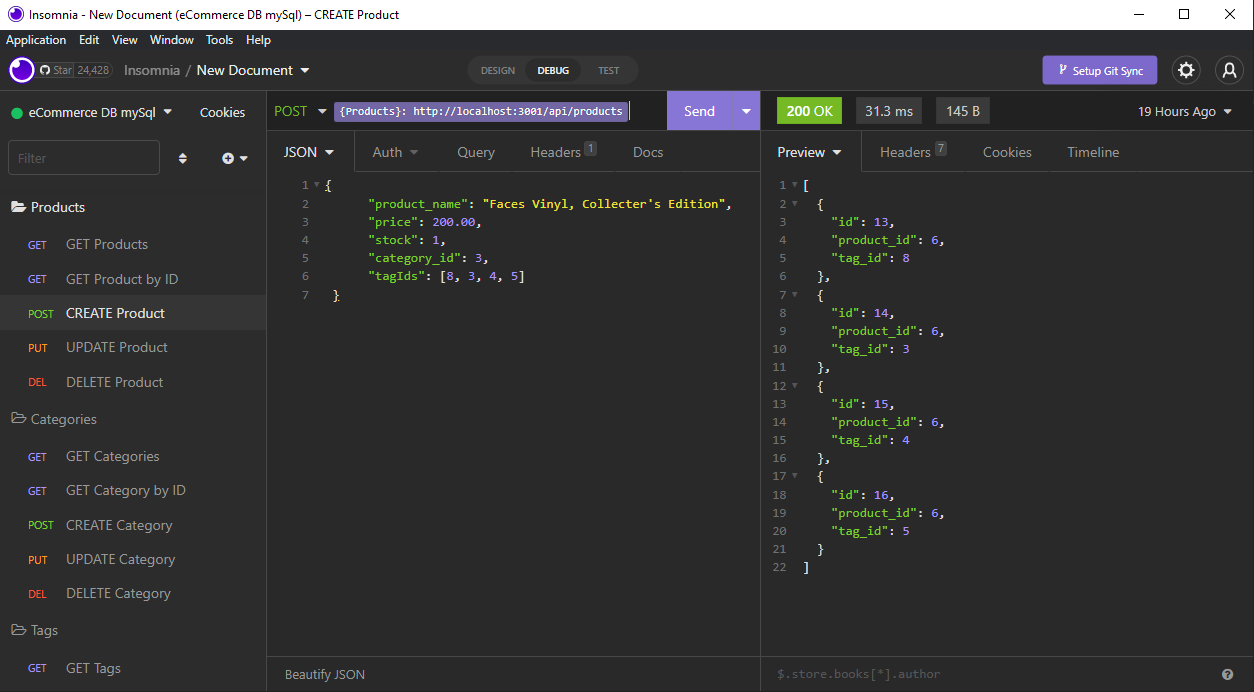 Insomnia - New Document (eCommerce DB mySql) – CREATE Product
Application Edit View Window Tools Help
Star 24,428
Insomnia / New Document
DESIGN DEBUG TEST
Setup Git Sync
eCommerce DB mySql
Cookies
Filter
Products
GET GET Products
GET GET Product by ID
POST CREATE Product
PUT UPDATE Product
DEL DELETE Product
Categories
GET GET Categories
GET GET Category by ID
POST CREATE Category
PUT UPDATE Category
DEL DELETE Category
Tags
GET GET Tags
POST {Products}: http://localhost:3001/api/products Send
JSON Auth Query Headers 1 Docs
1 {
2 "product_name": "Faces Vinyl, Collecter's Edition",
3 "price": 200.00,
4 "stock": 1,
5 "category_id": 3,
6 "tagIds": [8, 3, 4, 5]
7 }
Beautify JSON
200 OK 31.3 ms 145 B 19 Hours Ago
Preview Headers 7 Cookies Timeline
1 [
2 {
3 "id": 13,
4 "product_id": 6,
5 "tag_id": 8
6 },
7 {
8 "id": 14,
9 "product_id": 6,
10 "tag_id": 3
11 },
12 {
13 "id": 15,
14 "product_id": 6,
15 "tag_id": 4
16 },
17 {
18 "id": 16,
19 "product_id": 6,
20 "tag_id": 5
21 }
22 ]
$.store.books[*].author
?